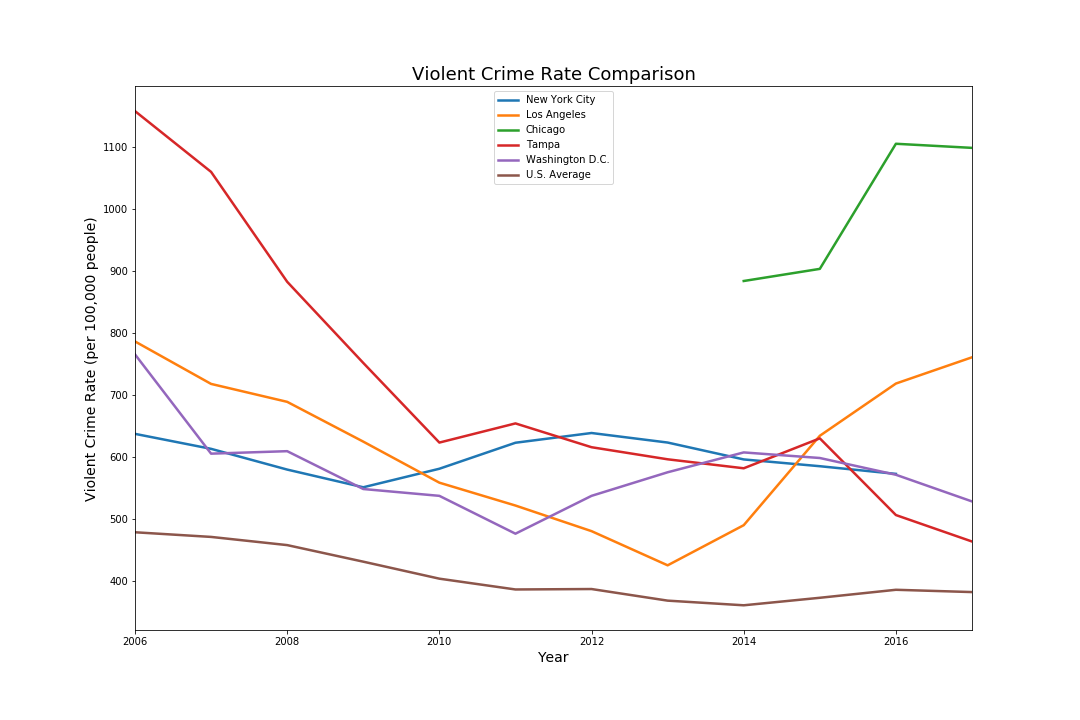 Violent Crime Rate Comparison
New York City
Los Angeles
Chicago
Tampa
Washington D.C.
U.S. Average
Violent Crime Rate (per 100,000 people)
1100
1000
900
800
700
600
500
400
2006 2008 2010 2012 2014 2016
Year